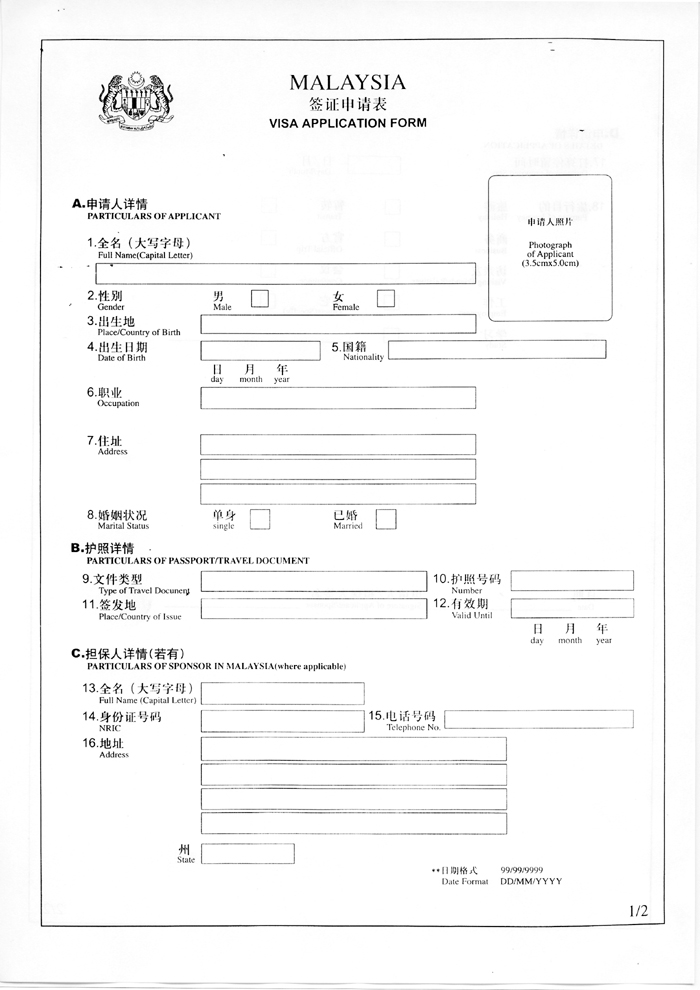 MALAYSIA
签证申请表
VISA APPLICATION FORM
申请人照片
Photograph
of Applicant
(3.5cmx5.0cm)
A.申请人详情
PARTICULARS OF APPLICANT
1.全名（大写字母）
Full Name(Capital Letter)
2.性别 男 女
Gender Male Female
3.出生地
Place/Country of Birth
4.出生日期 5.国籍
Date of Birth Nationality
日 月 年
day month year
6.职业
Occupation
7.住址
Address
8.婚姻状况 单身 已婚
Marital Status single Married
B.护照详情
PARTICULARS OF PASSPORT/TRAVEL DOCUMENT
9.文件类型 10.护照号码
Type of Travel Document Number
11.签发地 12.有效期
Place/Country of Issue Valid Until
日 月 年
day month year
C.担保人详情(若有)
PARTICULARS OF SPONSOR IN MALAYSIA(where applicable)
13.全名（大写字母）
Full Name (Capital Letter)
14.身份证号码 15.电话号码
NRIC Telephone No.
16.地址
Address
州
State
**日期格式 99/99/9999
Date Format DD/MM/YYYY
1/2